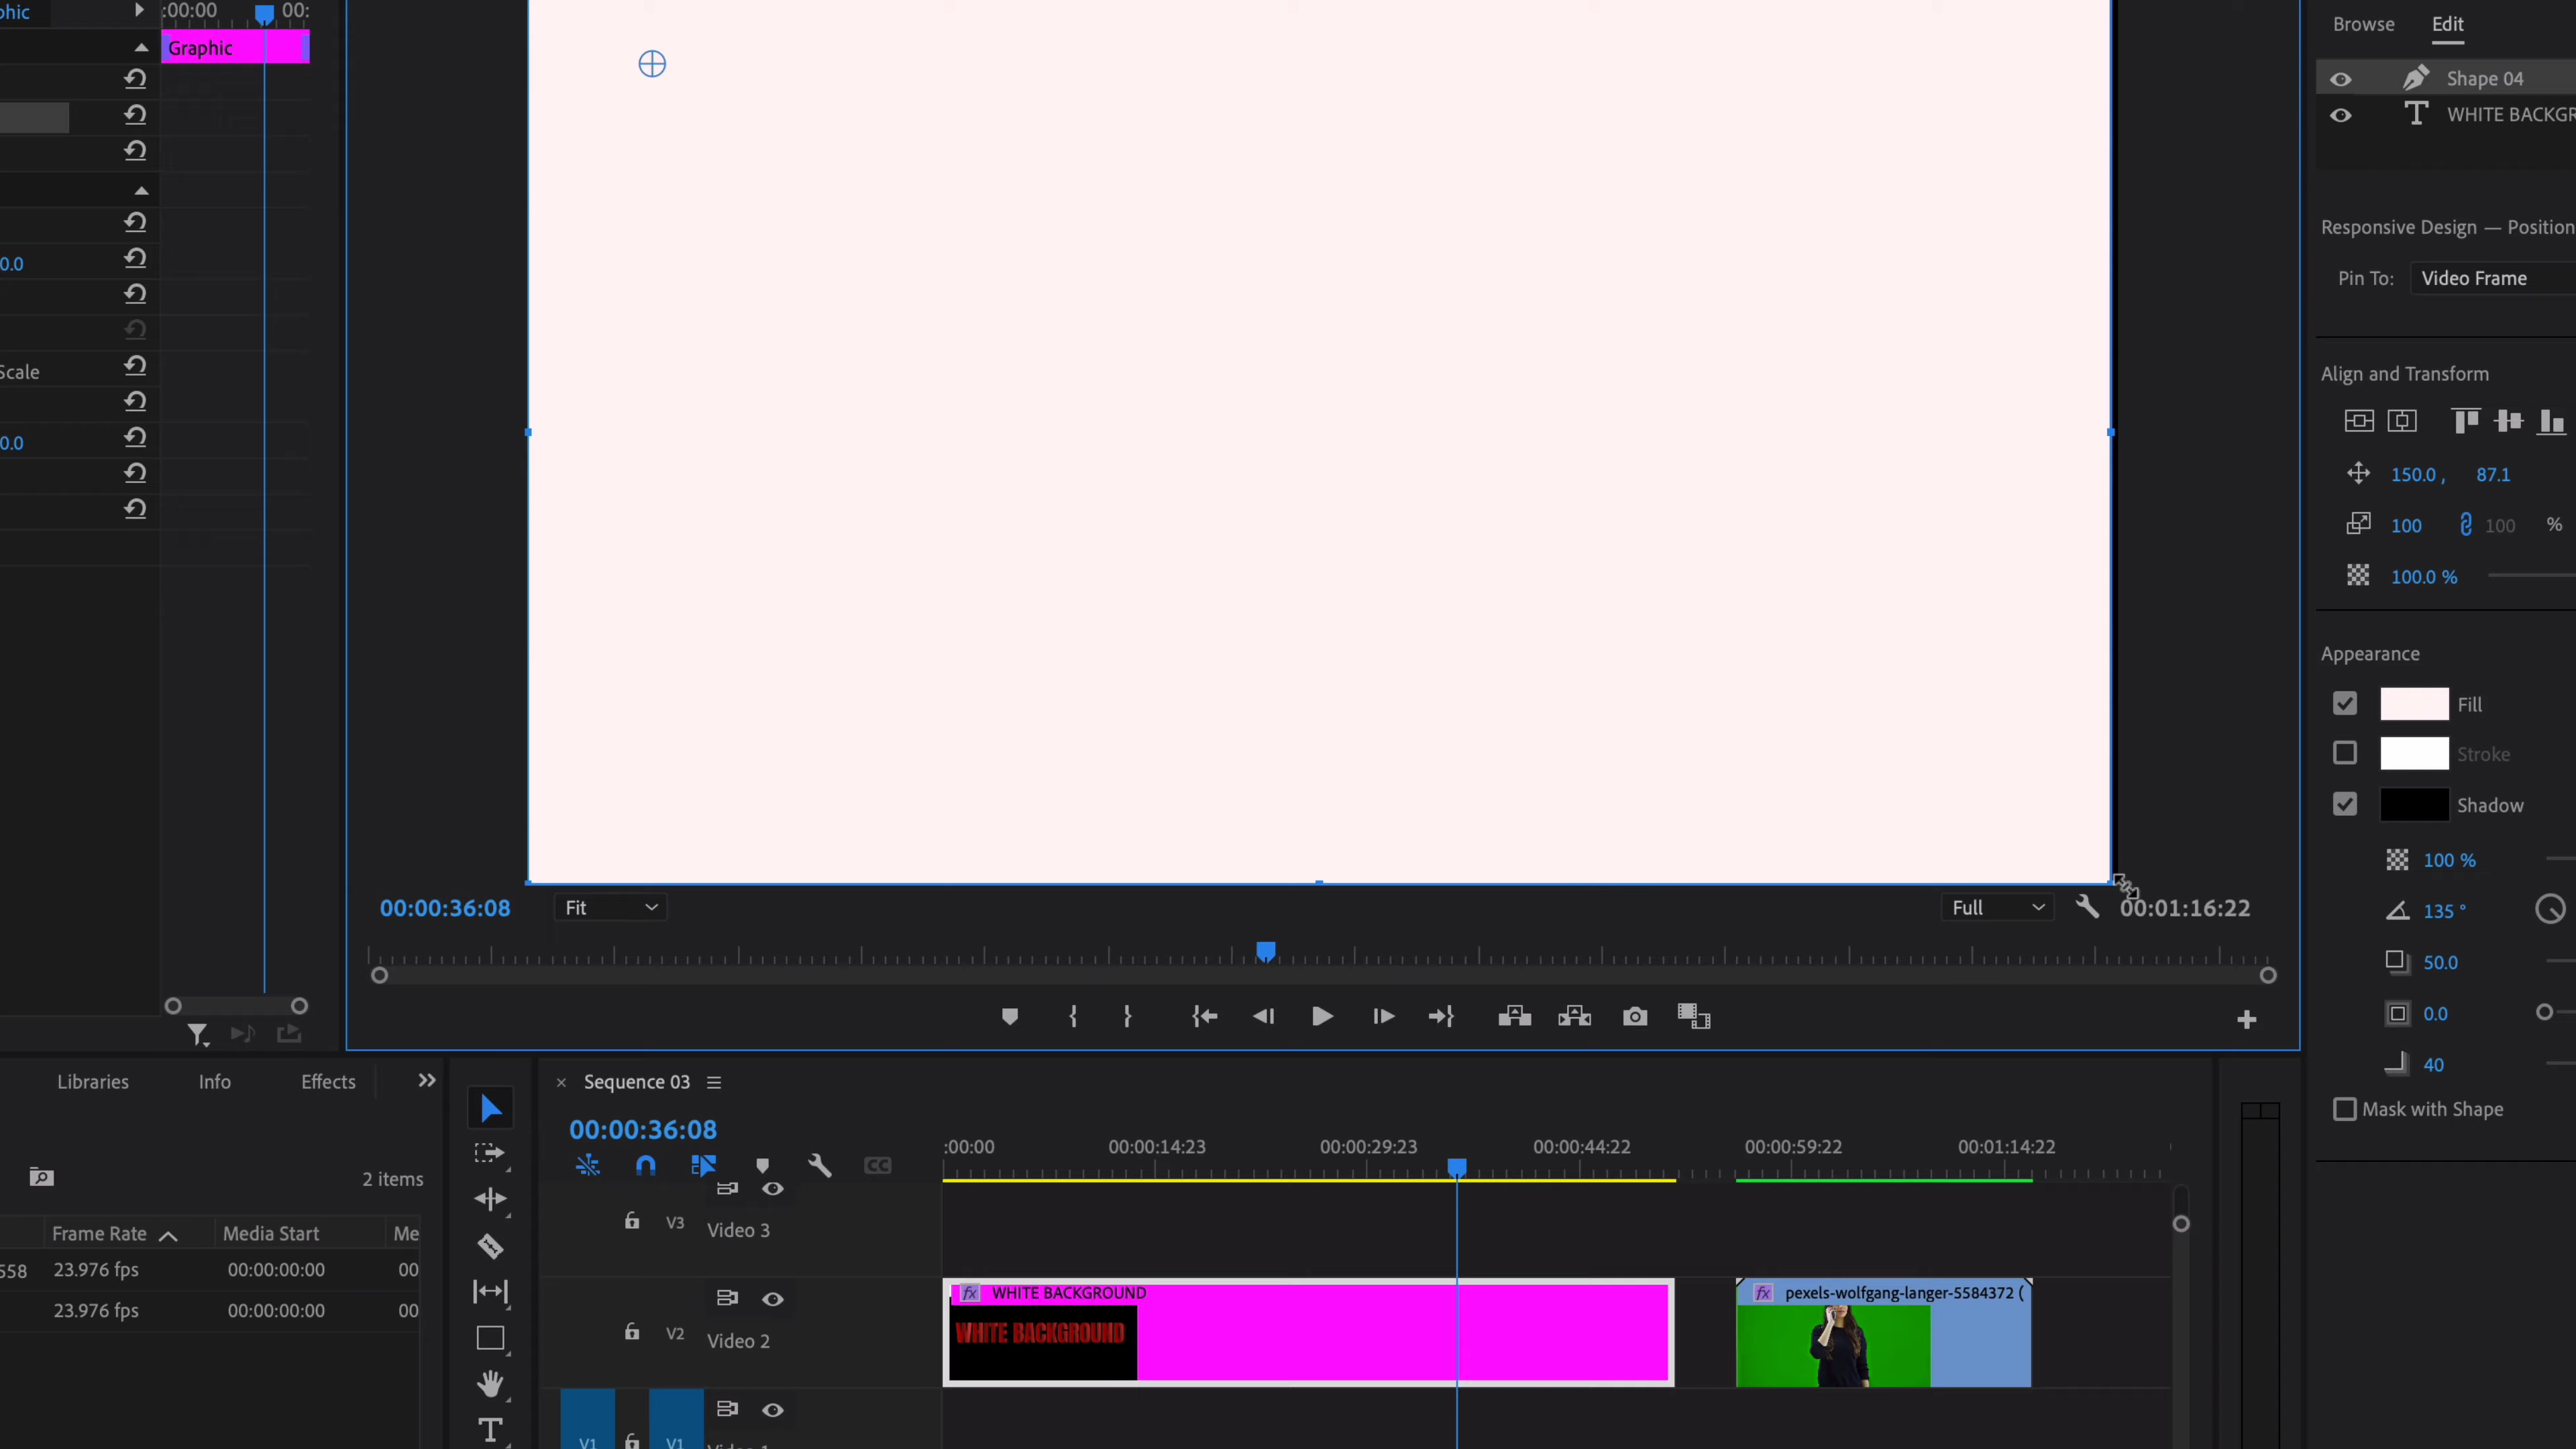 phic
:00:00
00:
Browse
Edit
Graphic
Shape 04
WHITE BACKGR
Responsive Design — Position
Pin To:
Video Frame
0.0
Scale
Align and Transform
0.0
150.0 , 87.1
100
100
%
100.0 %
Appearance
Fill
Stroke
Shadow
100 %
135 °
50.0
0.0
40
Mask with Shape
00:00:36:08
Fit
Full
00:01:16:22
Libraries
Info
Effects
× Sequence 03
00:00:36:08
:00:00
00:00:14:23
00:00:29:23
00:00:44:22
00:00:59:22
00:01:14:22
2 items
Frame Rate
Media Start
Me
558
23.976 fps
00:00:00:00
00
23.976 fps
00:00:00:00
00
V3
Video 3
fx WHITE BACKGROUND
fx pexels-wolfgang-langer-5584372 (
WHITE BACKGROUND
V2
Video 2
V1
V1